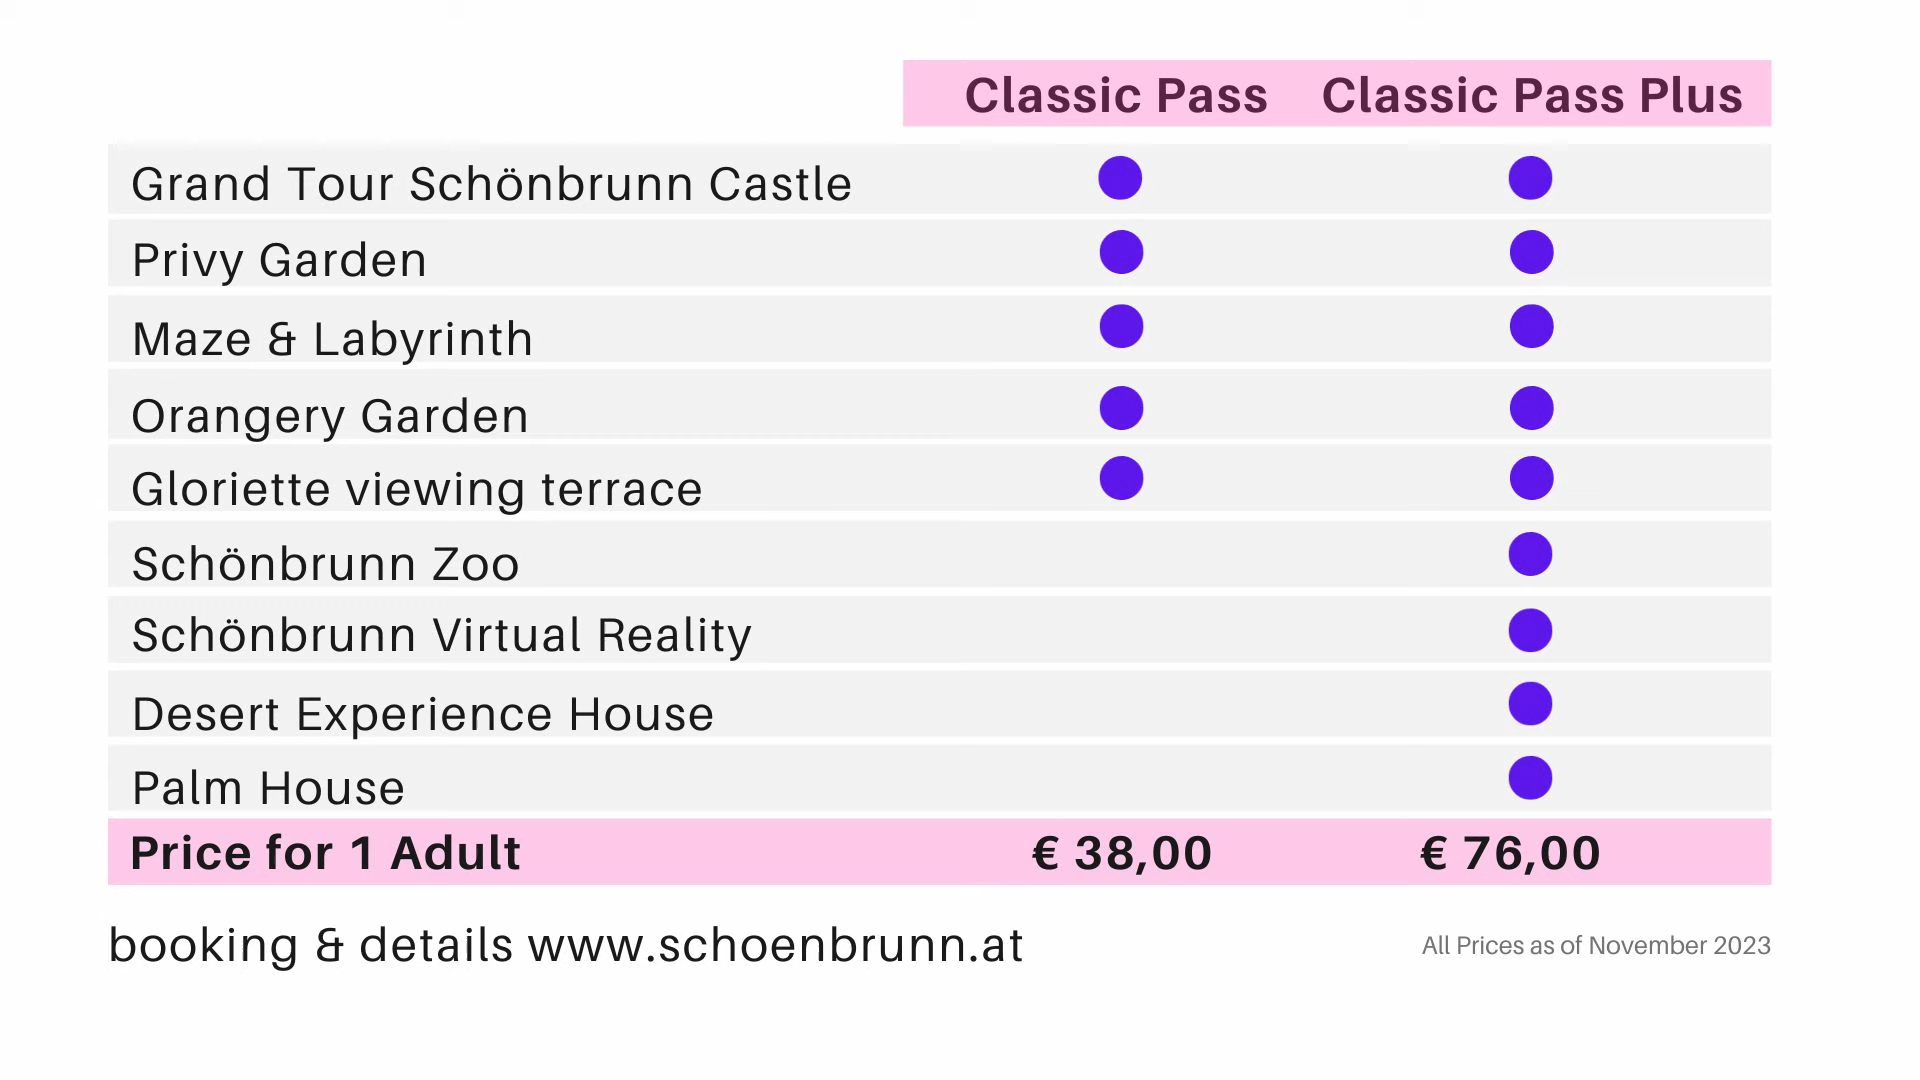 Classic Pass Classic Pass Plus
Grand Tour Schönbrunn Castle
Privy Garden
Maze & Labyrinth
Orangery Garden
Gloriette viewing terrace
Schönbrunn Zoo
Schönbrunn Virtual Reality
Desert Experience House
Palm House
Price for 1 Adult € 38,00 € 76,00
booking & details www.schoenbrunn.at
All Prices as of November 2023